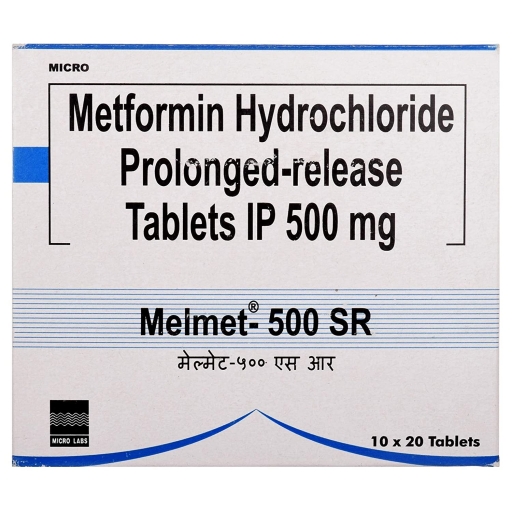 MICRO
Metformin Hydrochloride
Prolonged-release
Tablets IP 500 mg
Melmet®- 500 SR
मेल्मेट-५०० एस आर
MICRO LABS
10 x 20 Tablets